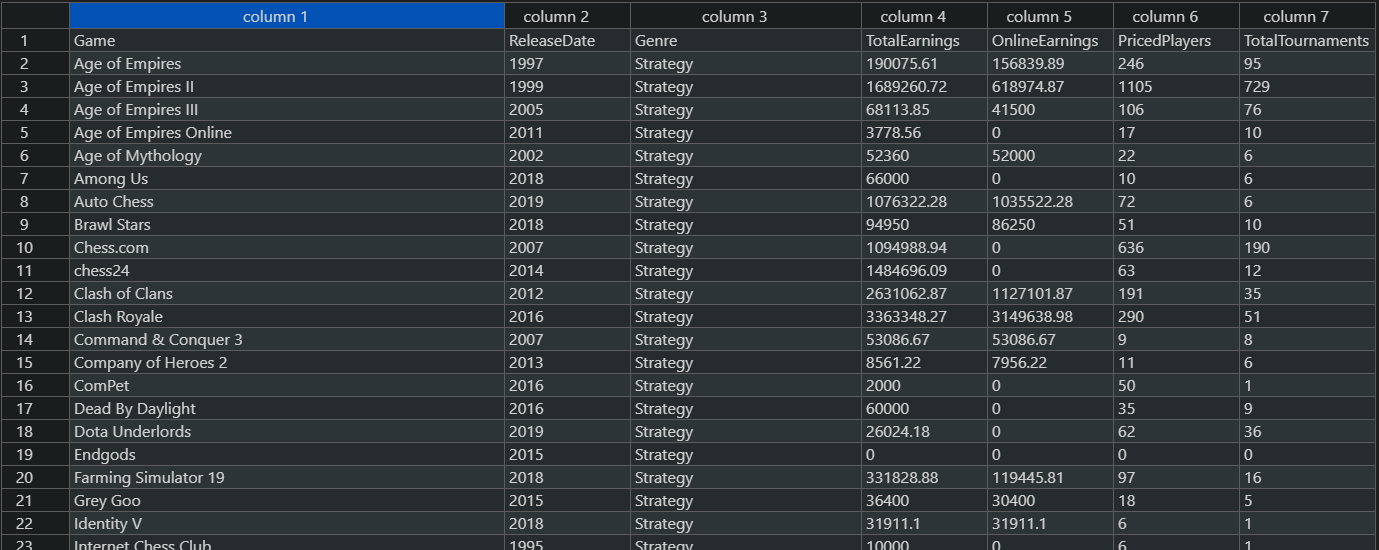 column 1 column 2 column 3 column 4 column 5 column 6 column 7
1 Game ReleaseDate Genre TotalEarnings OnlineEarnings PricedPlayers TotalTournaments
2 Age of Empires 1997 Strategy 190075.61 156839.89 246 95
3 Age of Empires II 1999 Strategy 1689260.72 618974.87 1105 729
4 Age of Empires III 2005 Strategy 68113.85 41500 106 76
5 Age of Empires Online 2011 Strategy 3778.56 0 17 10
6 Age of Mythology 2002 Strategy 52360 52000 22 6
7 Among Us 2018 Strategy 66000 0 10 6
8 Auto Chess 2019 Strategy 1076322.28 1035522.28 72 6
9 Brawl Stars 2018 Strategy 94950 86250 51 10
10 Chess.com 2007 Strategy 1094988.94 0 636 190
11 chess24 2014 Strategy 1484696.09 0 63 12
12 Clash of Clans 2012 Strategy 2631062.87 1127101.87 191 35
13 Clash Royale 2016 Strategy 3363348.27 3149638.98 290 51
14 Command & Conquer 3 2007 Strategy 53086.67 53086.67 9 8
15 Company of Heroes 2 2013 Strategy 8561.22 7956.22 11 6
16 ComPet 2016 Strategy 2000 0 50 1
17 Dead By Daylight 2016 Strategy 60000 0 35 9
18 Dota Underlords 2019 Strategy 26024.18 0 62 36
19 Endgods 2015 Strategy 0 0 0 0
20 Farming Simulator 19 2018 Strategy 331828.88 119445.81 97 16
21 Grey Goo 2015 Strategy 36400 30400 18 5
22 Identity V 2018 Strategy 31911.1 31911.1 6 1
23 Internet Chess Club 1995 Strategy 10000 0 6 1